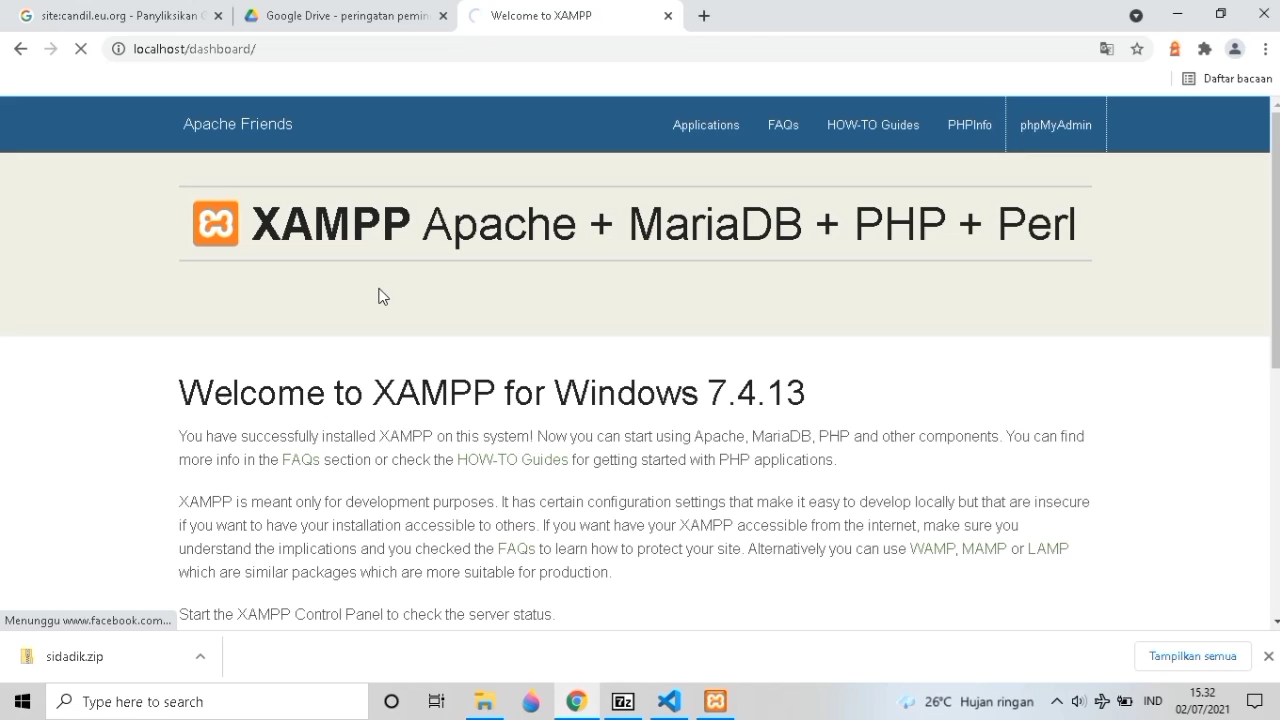 site:candil.eu.org - Panyliksikan G
Google Drive - peringatan pemin
Welcome to XAMPP
localhost/dashboard/
Daftar bacaan
Apache Friends
Applications
FAQs
HOW-TO Guides
PHPInfo
phpMyAdmin
XAMPP Apache + MariaDB + PHP + Perl
Welcome to XAMPP for Windows 7.4.13
You have successfully installed XAMPP on this system! Now you can start using Apache, MariaDB, PHP and other components. You can find
more info in the FAQs section or check the HOW-TO Guides for getting started with PHP applications.
XAMPP is meant only for development purposes. It has certain configuration settings that make it easy to develop locally but that are insecure
if you want to have your installation accessible to others. If you want have your XAMPP accessible from the internet, make sure you
understand the implications and you checked the FAQs to learn how to protect your site. Alternatively you can use WAMP, MAMP or LAMP
which are similar packages which are more suitable for production.
Start the XAMPP Control Panel to check the server status.
Menunggu www.facebook.com...
sidadik.zip
Tampilkan semua
Type here to search
7z
26°C Hujan ringan
IND
15.32
02/07/2021